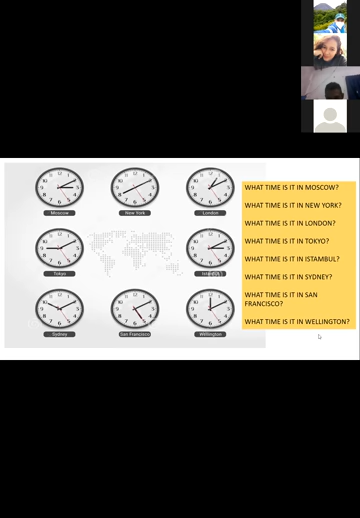 Moscow
New York
London
Tokyo
Istanbul
Sydney
San Francisco
Wellington
WHAT TIME IS IT IN MOSCOW?
WHAT TIME IS IT IN NEW YORK?
WHAT TIME IS IT IN LONDON?
WHAT TIME IS IT IN TOKYO?
WHAT TIME IS IT IN ISTAMBUL?
WHAT TIME IS IT IN SYDNEY?
WHAT TIME IS IT IN SAN
FRANCISCO?
WHAT TIME IS IT IN WELLINGTON?